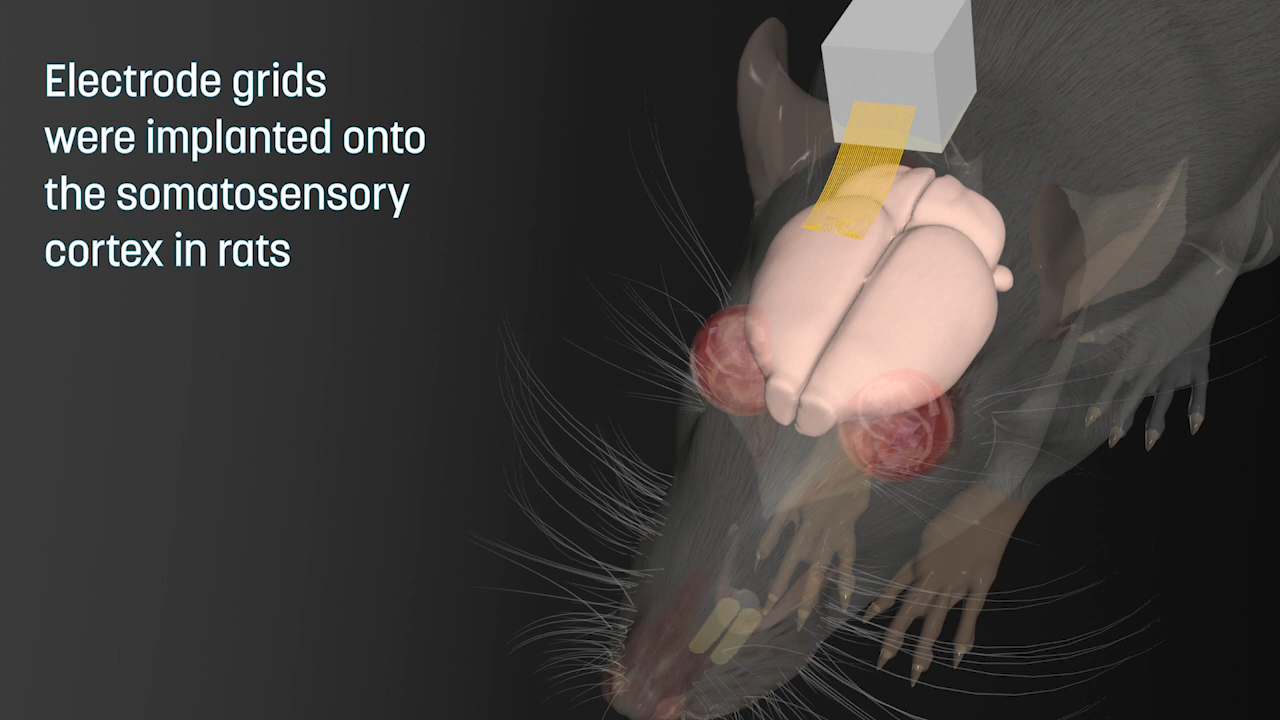 Electrode grids
were implanted onto
the somatosensory
cortex in rats